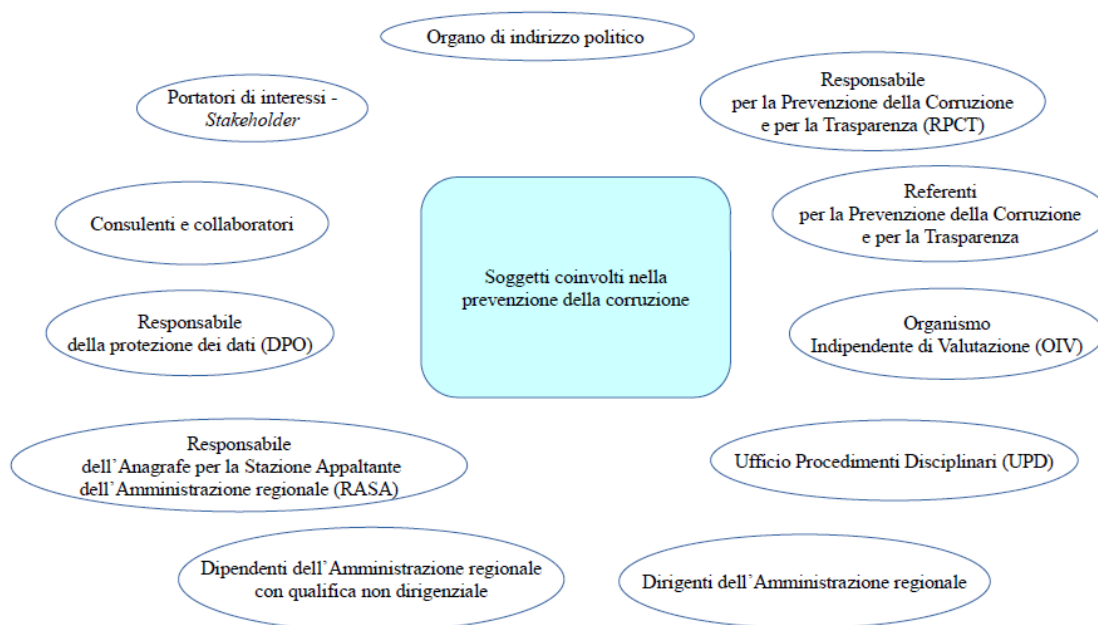 Organo di indirizzo politico
Responsabile
per la Prevenzione della Corruzione
e per la Trasparenza (RPCT)
Portatori di interessi -
Stakeholder
Referenti
per la Prevenzione della Corruzione
e per la Trasparenza
Consulenti e collaboratori
Soggetti coinvolti nella
prevenzione della corruzione
Responsabile
della protezione dei dati (DPO)
Organismo
Indipendente di Valutazione (OIV)
Responsabile
dell’Anagrafe per la Stazione Appaltante
dell’Amministrazione regionale (RASA)
Ufficio Procedimenti Disciplinari (UPD)
Dipendenti dell’Amministrazione regionale
con qualifica non dirigenziale
Dirigenti dell’Amministrazione regionale